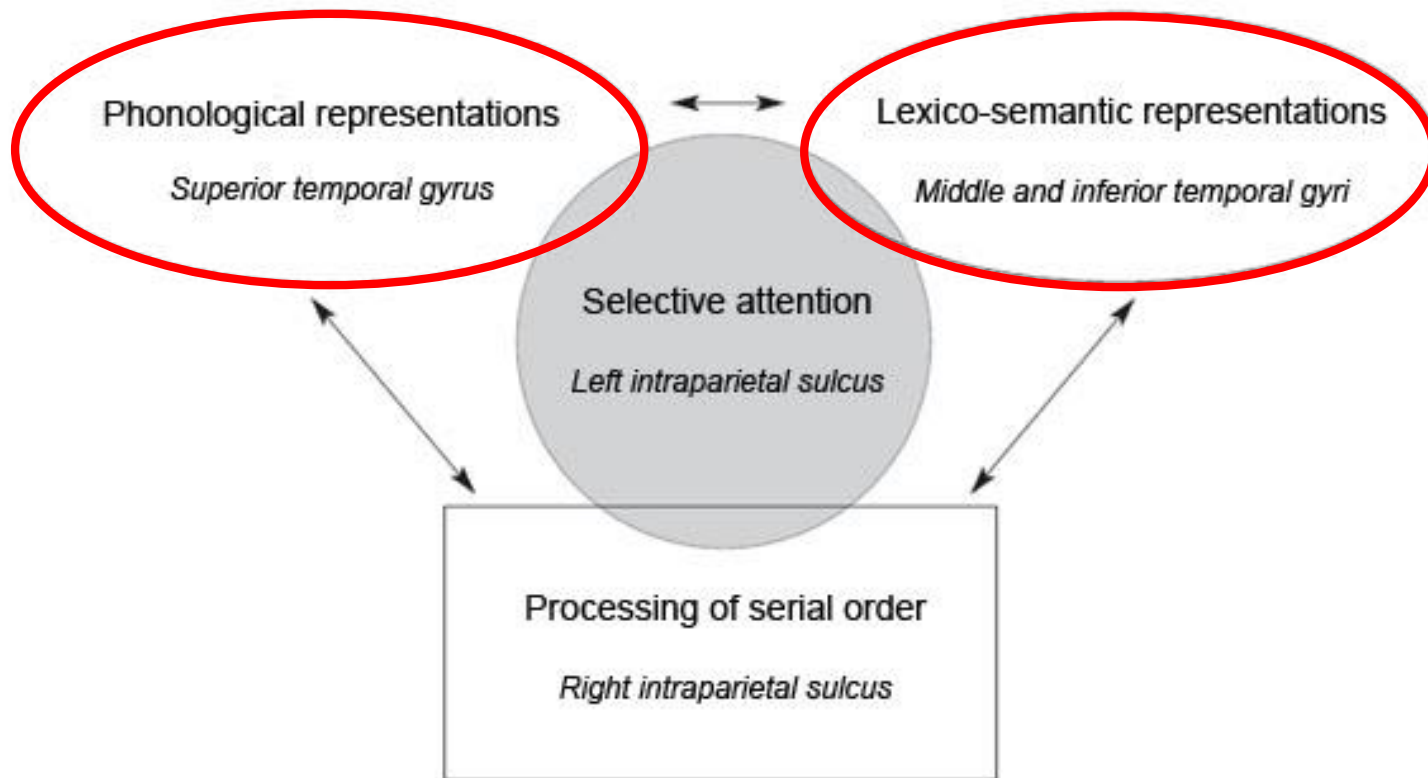 Phonological representations
Superior temporal gyrus
Lexico-semantic representations
Middle and inferior temporal gyri
Selective attention
Left intraparietal sulcus
Processing of serial order
Right intraparietal sulcus